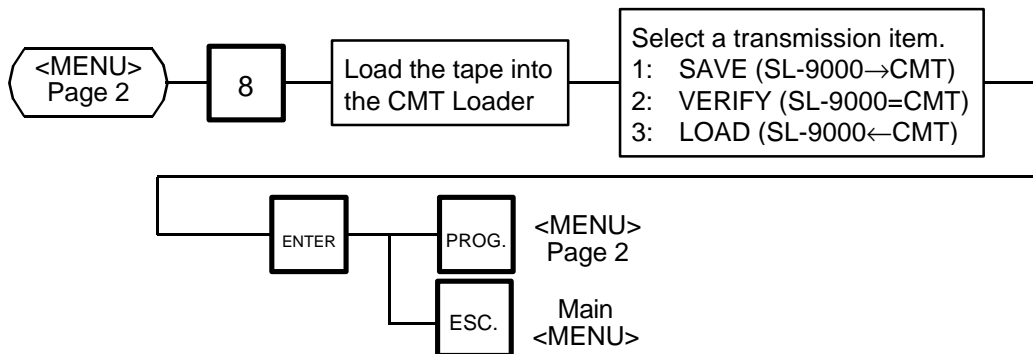 <MENU>
Page 2
8
Load the tape into
the CMT Loader
Select a transmission item.
1: SAVE (SL-9000→CMT)
2: VERIFY (SL-9000=CMT)
3: LOAD (SL-9000←CMT)
ENTER
PROG.
<MENU>
Page 2
ESC.
Main
<MENU>